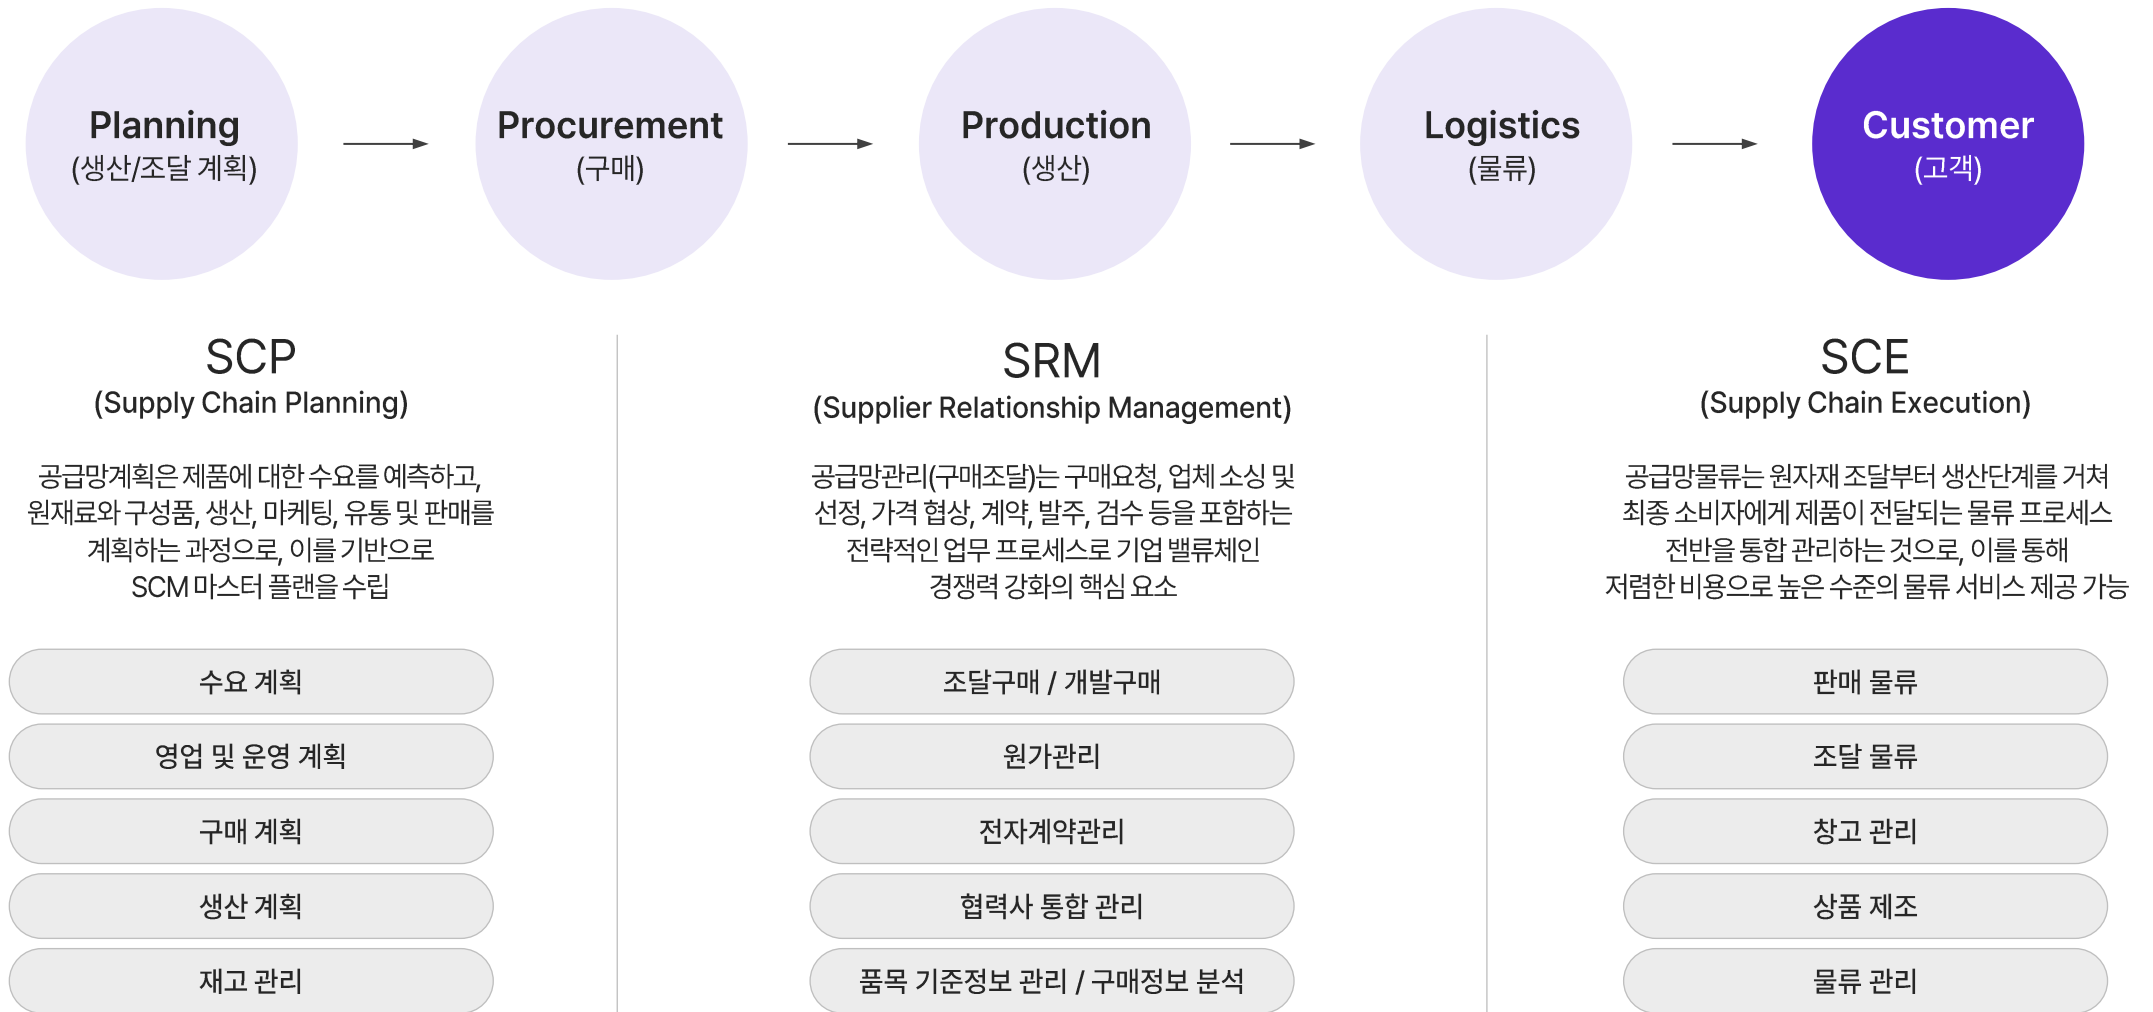 Planning
(생산/조달 계획)
Procurement
(구매)
Production
(생산)
Logistics
(물류)
Customer
(고객)
SCP
(Supply Chain Planning)
공급망계획은 제품에 대한 수요를 예측하고,
원재료와 구성품, 생산, 마케팅, 유통 및 판매를
계획하는 과정으로, 이를 기반으로
SCM 마스터 플랜을 수립
수요 계획
영업 및 운영 계획
구매 계획
생산 계획
재고 관리
SRM
(Supplier Relationship Management)
공급망관리(구매조달)는 구매요청, 업체 소싱 및
선정, 가격 협상, 계약, 발주, 검수 등을 포함하는
전략적인 업무 프로세스로 기업 밸류체인
경쟁력 강화의 핵심 요소
조달구매 / 개발구매
원가관리
전자계약관리
협력사 통합 관리
품목 기준정보 관리 / 구매정보 분석
SCE
(Supply Chain Execution)
공급망물류는 원자재 조달부터 생산단계를 거쳐
최종 소비자에게 제품이 전달되는 물류 프로세스
전반을 통합 관리하는 것으로, 이를 통해
저렴한 비용으로 높은 수준의 물류 서비스 제공 가능
판매 물류
조달 물류
창고 관리
상품 제조
물류 관리